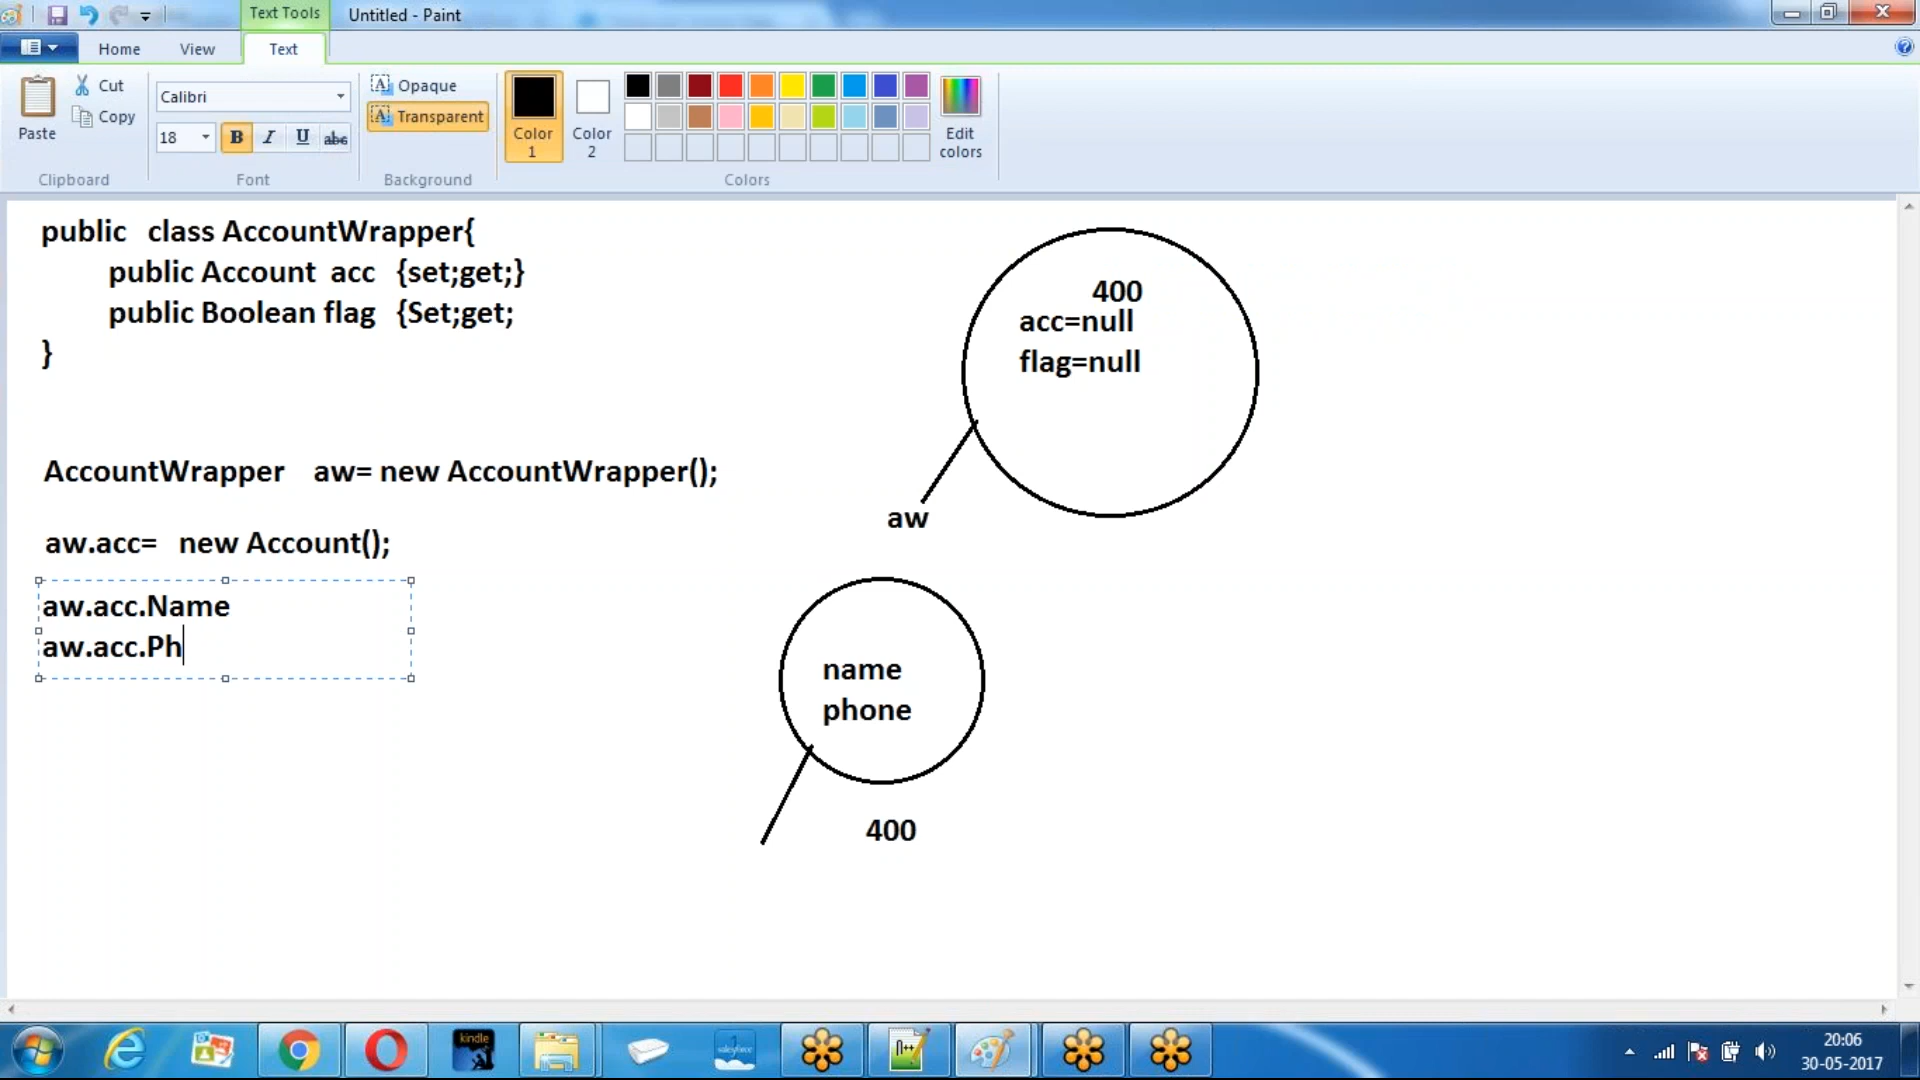 Text Tools
Untitled - Paint
Home
View
Text
Paste
Cut
Copy
Clipboard
Calibri
18
B
I
U
abc
Font
Opaque
Transparent
Background
Color
1
Color
2
Edit
colors
Colors
public class AccountWrapper{
public Account acc {set;get;}
public Boolean flag {Set;get;
}
AccountWrapper aw= new AccountWrapper();
aw.acc= new Account();
aw.acc.Name
aw.acc.Ph
400
acc=null
flag=null
aw
name
phone
400
kindle
salesforce
20:06
30-05-2017